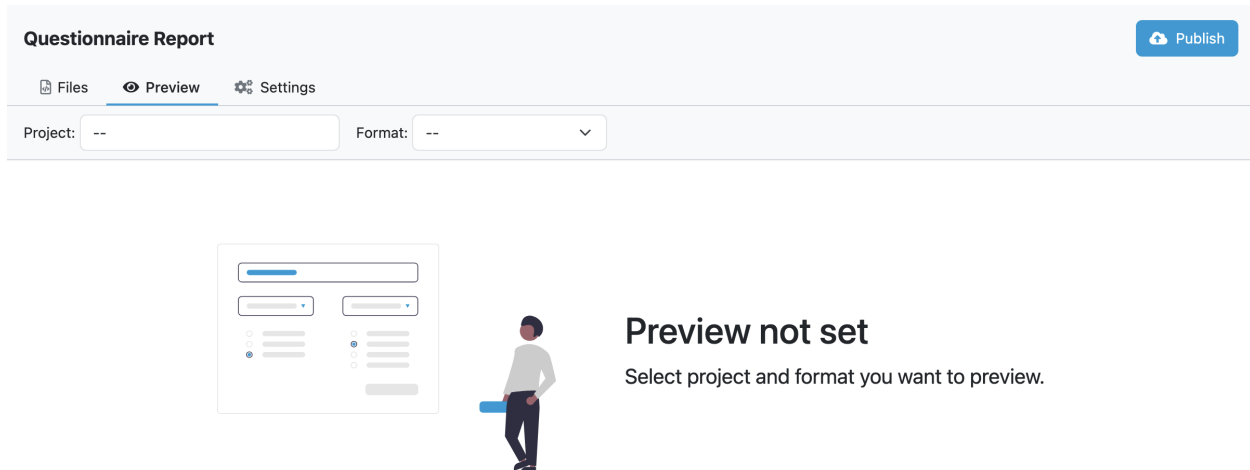 Questionnaire Report
Publish
Files Preview Settings
Project: -- Format: --
Preview not set
Select project and format you want to preview.